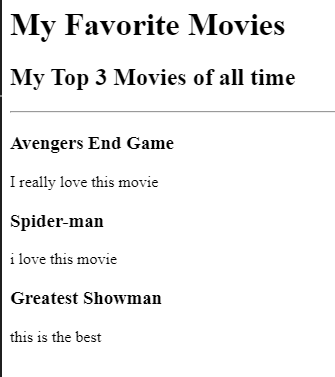 My Favorite Movies
My Top 3 Movies of all time
Avengers End Game
I really love this movie
Spider-man
i love this movie
Greatest Showman
this is the best